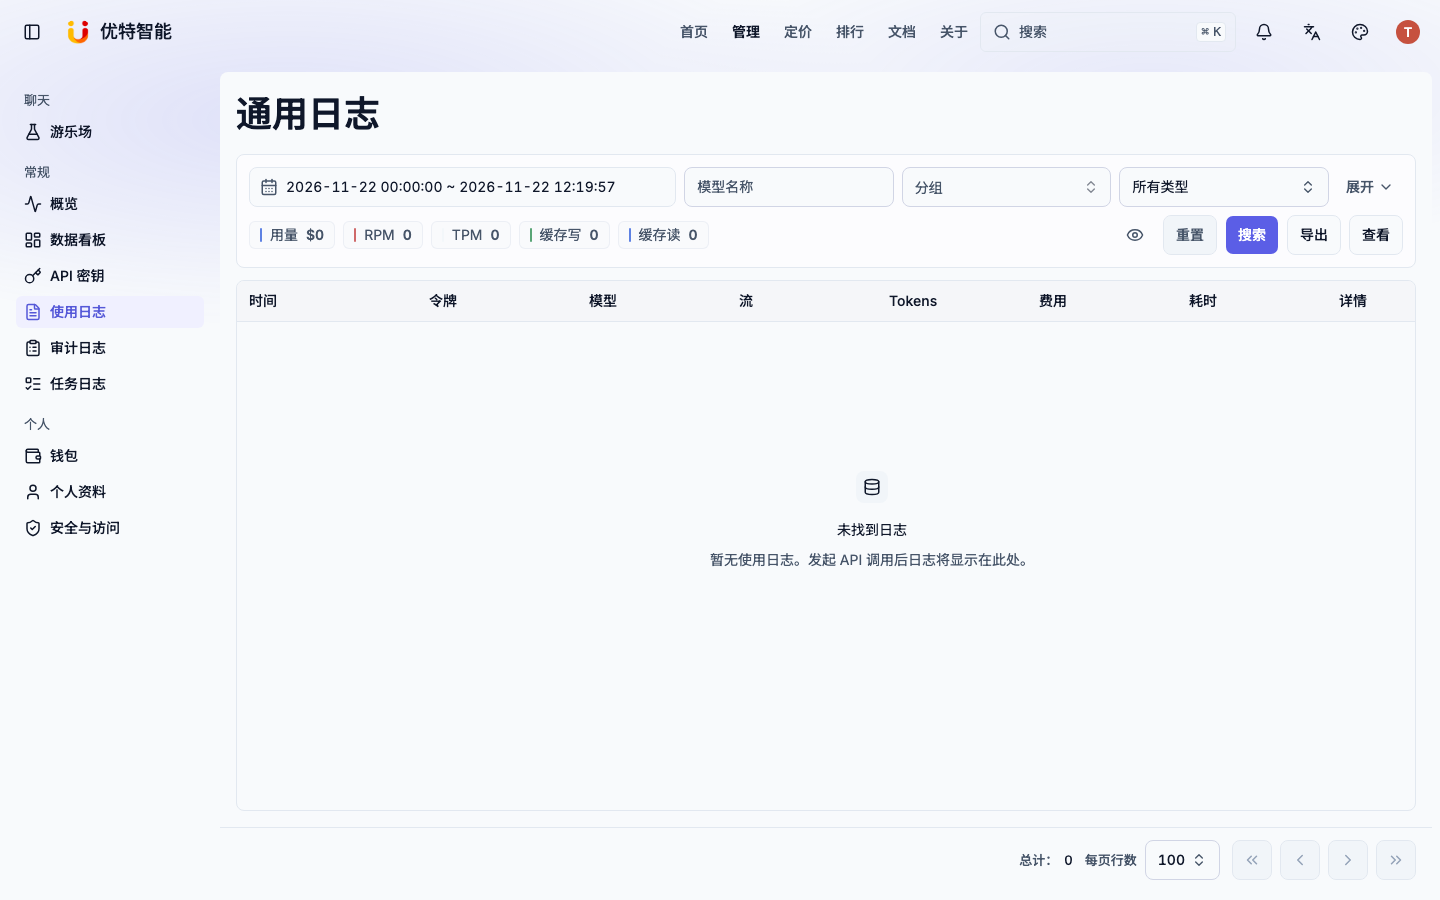 优特智能
首页 管理 定价 排行 文档 关于 搜索 ⌘ K T
聊天
游乐场
常规
概览
数据看板
API 密钥
使用日志
审计日志
任务日志
个人
钱包
个人资料
安全与访问
通用日志
2026-11-22 00:00:00 ~ 2026-11-22 12:19:57 模型名称 分组 所有类型 展开
用量 $0 RPM 0 TPM 0 缓存写 0 缓存读 0 重置 搜索 导出 查看
时间 令牌 模型 流 Tokens 费用 耗时 详情
未找到日志
暂无使用日志。发起 API 调用后日志将显示在此处。
总计： 0 每页行数 100